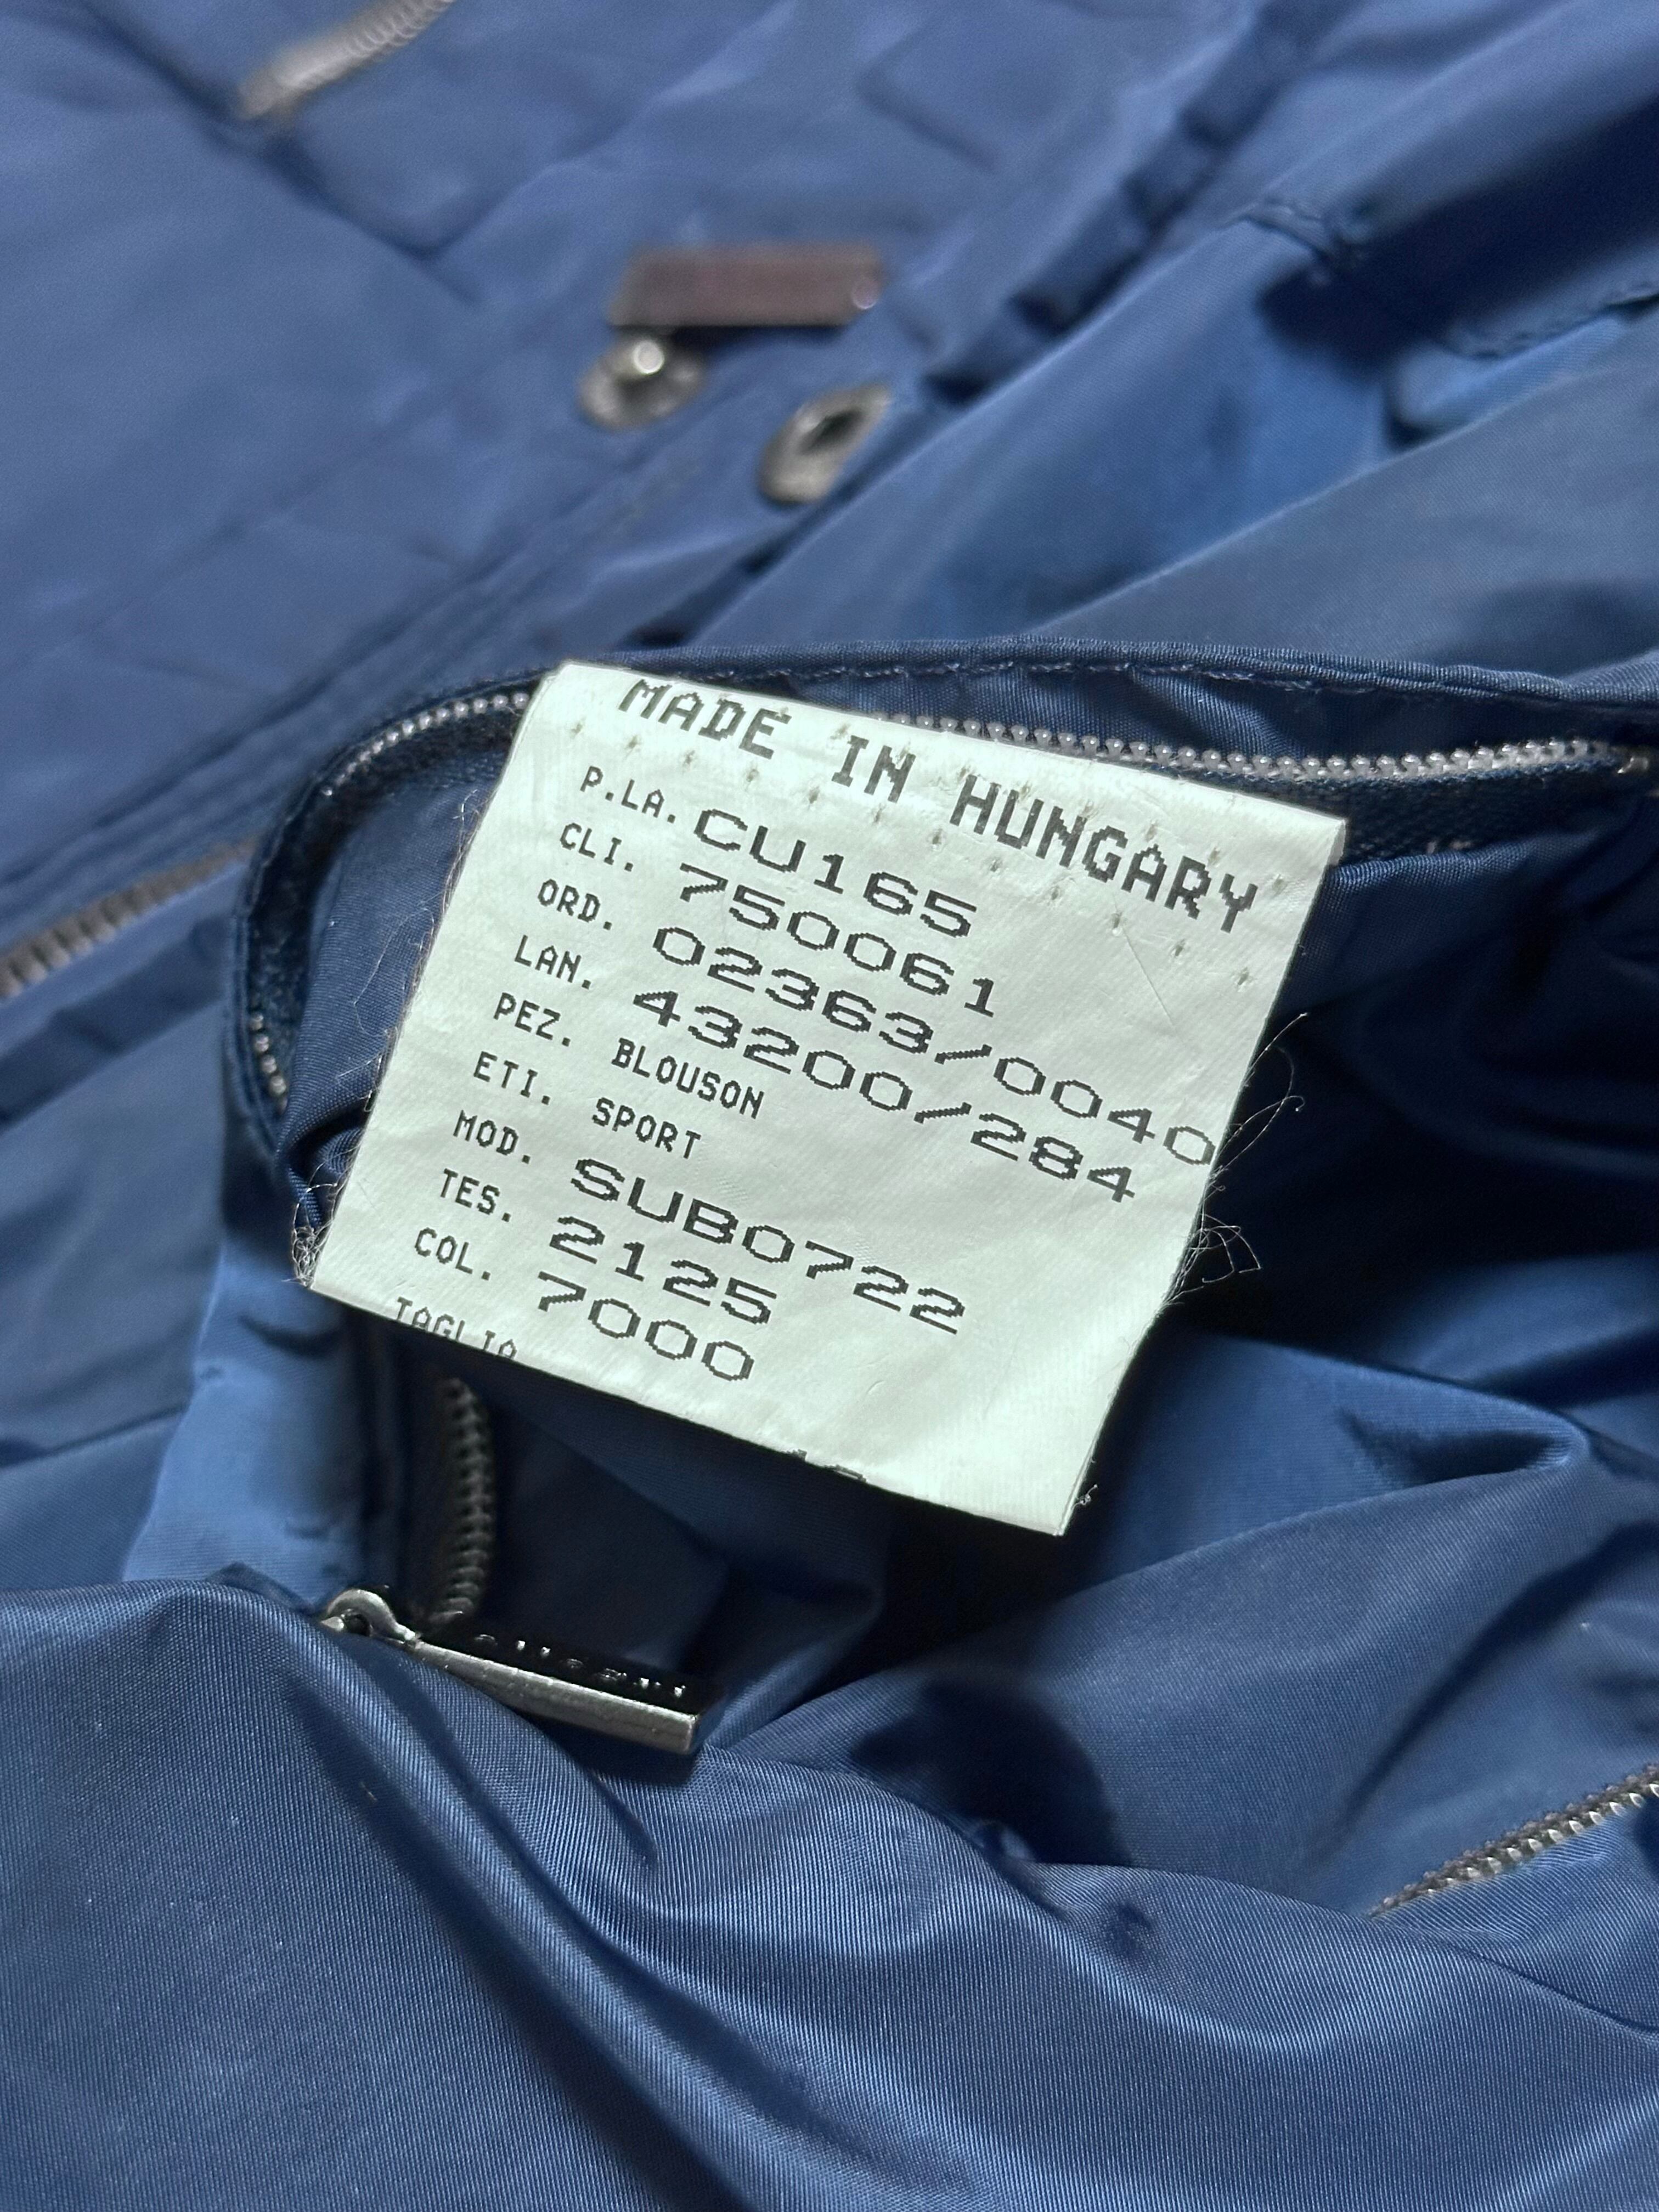 MADE IN HUNGARY
P.LA. CU165
CLI. 750061
ORD. 02363/0040
LAN. 43200/284
PEZ. BLOUSON
ETI. SPORT
MOD. SUB0722
TES. 2125
COL. 7000
TAGLIA